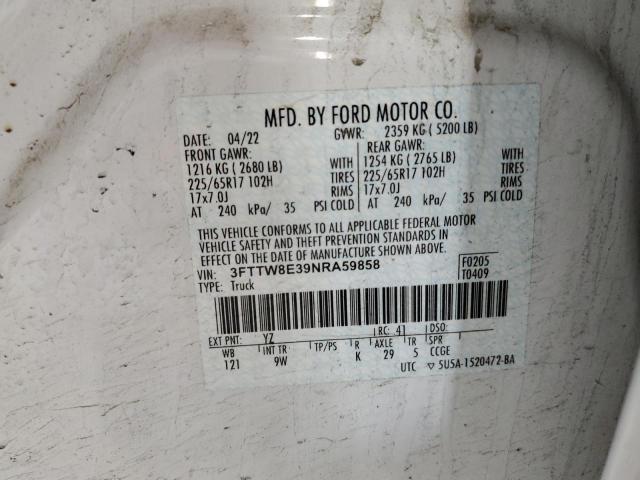 MFD. BY FORD MOTOR CO.
DATE: 04/22 GVWR: 2359 KG ( 5200 LB)
FRONT GAWR: REAR GAWR:
1216 KG ( 2680 LB) WITH 1254 KG ( 2765 LB) WITH
225/65R17 102H TIRES 225/65R17 102H TIRES
17x7.0J RIMS 17x7.0J RIMS
AT 240 kPa/ 35 PSI COLD AT 240 kPa/ 35 PSI COLD
THIS VEHICLE CONFORMS TO ALL APPLICABLE FEDERAL MOTOR
VEHICLE SAFETY AND THEFT PREVENTION STANDARDS IN
EFFECT ON THE DATE OF MANUFACTURE SHOWN ABOVE.
VIN: 3FTTW8E39NRA59858 F0205
TYPE: Truck T0409
EXT PNT: YZ RC: 41 DSO:
WB INT TR TP/PS R AXLE TR SPR
121 9W K 29 5 CCGE
UTC ▽5U5A-1520472-BA